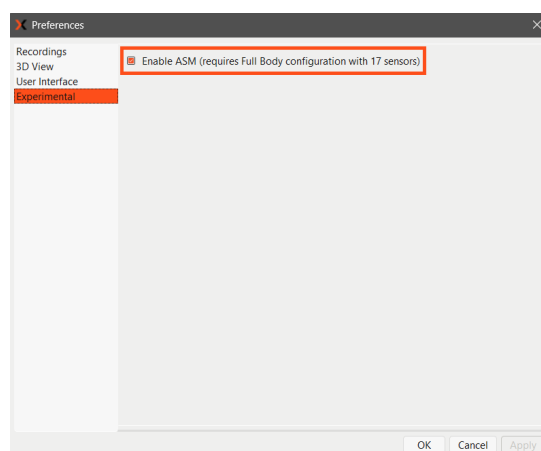 Preferences
Recordings
3D View
User Interface
Experimental
Enable ASM (requires Full Body configuration with 17 sensors)
OK Cancel Apply